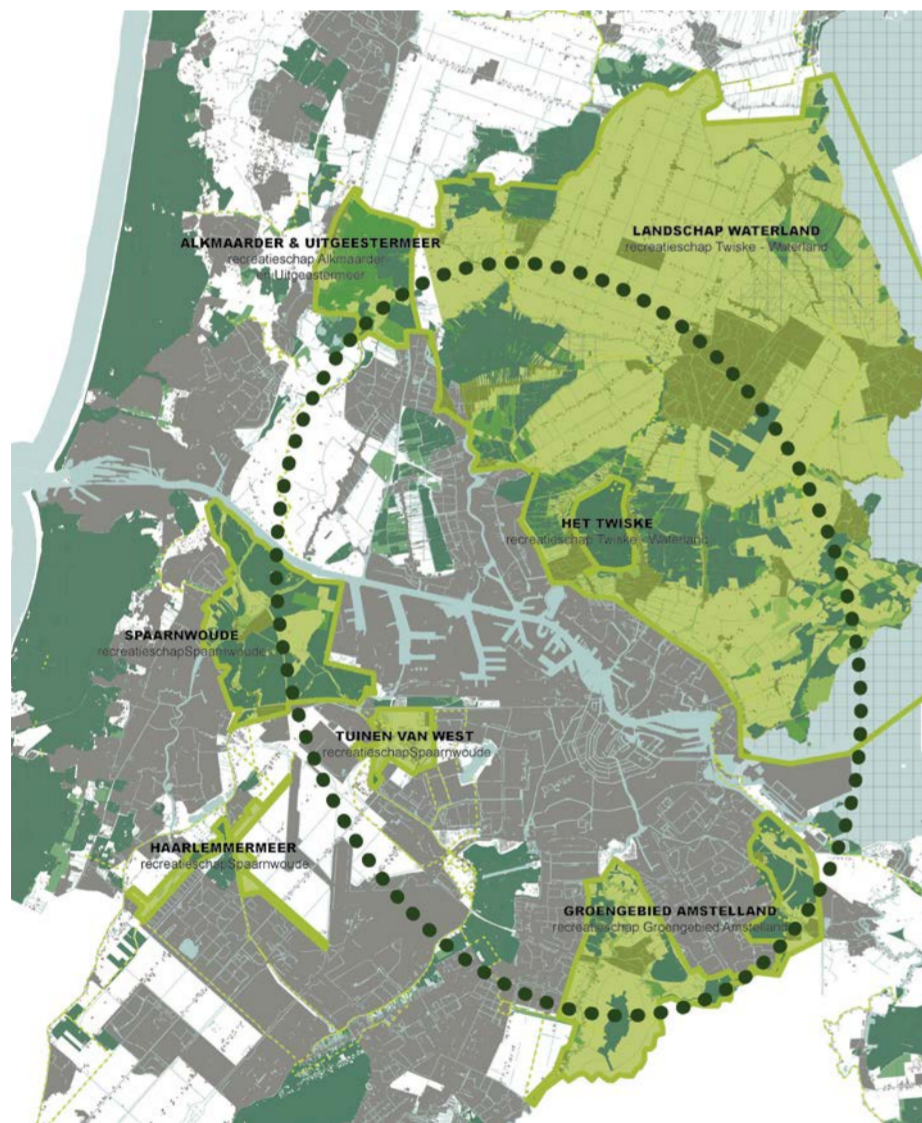 LANDSCHAP WATERLAND
recreatieschap Twiske - Waterland
ALKMAARDER & UITGEESTERMEER
recreatieschap Alkmaarder
en Uitgeestermeer
HET TWISKE
recreatieschap Twiske - Waterland
SPAARNWOUDE
recreatieschapSpaarnwoude
TUINEN VAN WEST
recreatieschapSpaarnwoude
HAARLEMMERMEER
recreatieschapSpaarnwoude
GROENGEBIED AMSTELLAND
recreatieschap Groengebied Amstelland